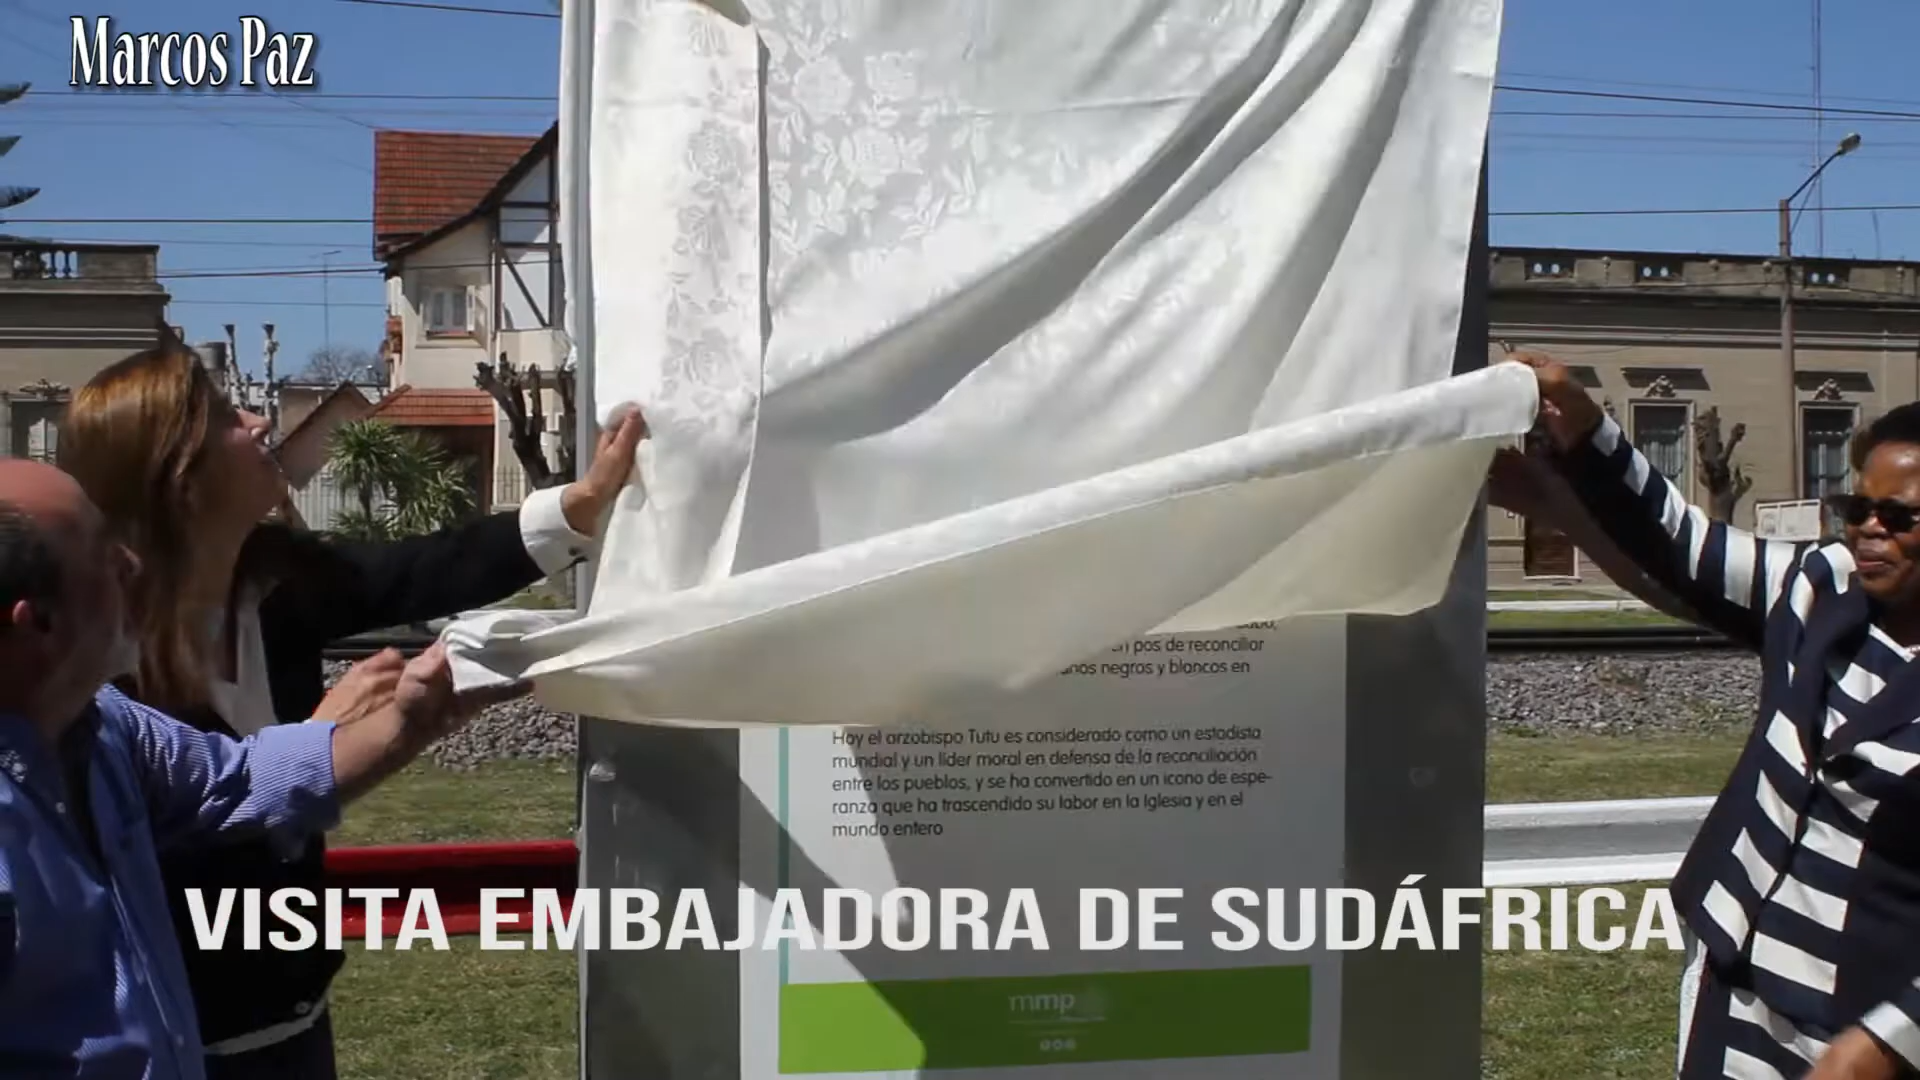 Marcos Paz
en pos de reconciliar
negros y blancos en
Hoy el arzobispo Tutu es considerado como un estadista
mundial y un líder moral en defensa de la reconciliación
entre los pueblos, y se ha convertido en un icono de espe-
ranza que ha trascendido su labor en la Iglesia y en el
mundo entero
VISITA EMBAJADORA DE SUDÁFRICA
mmp